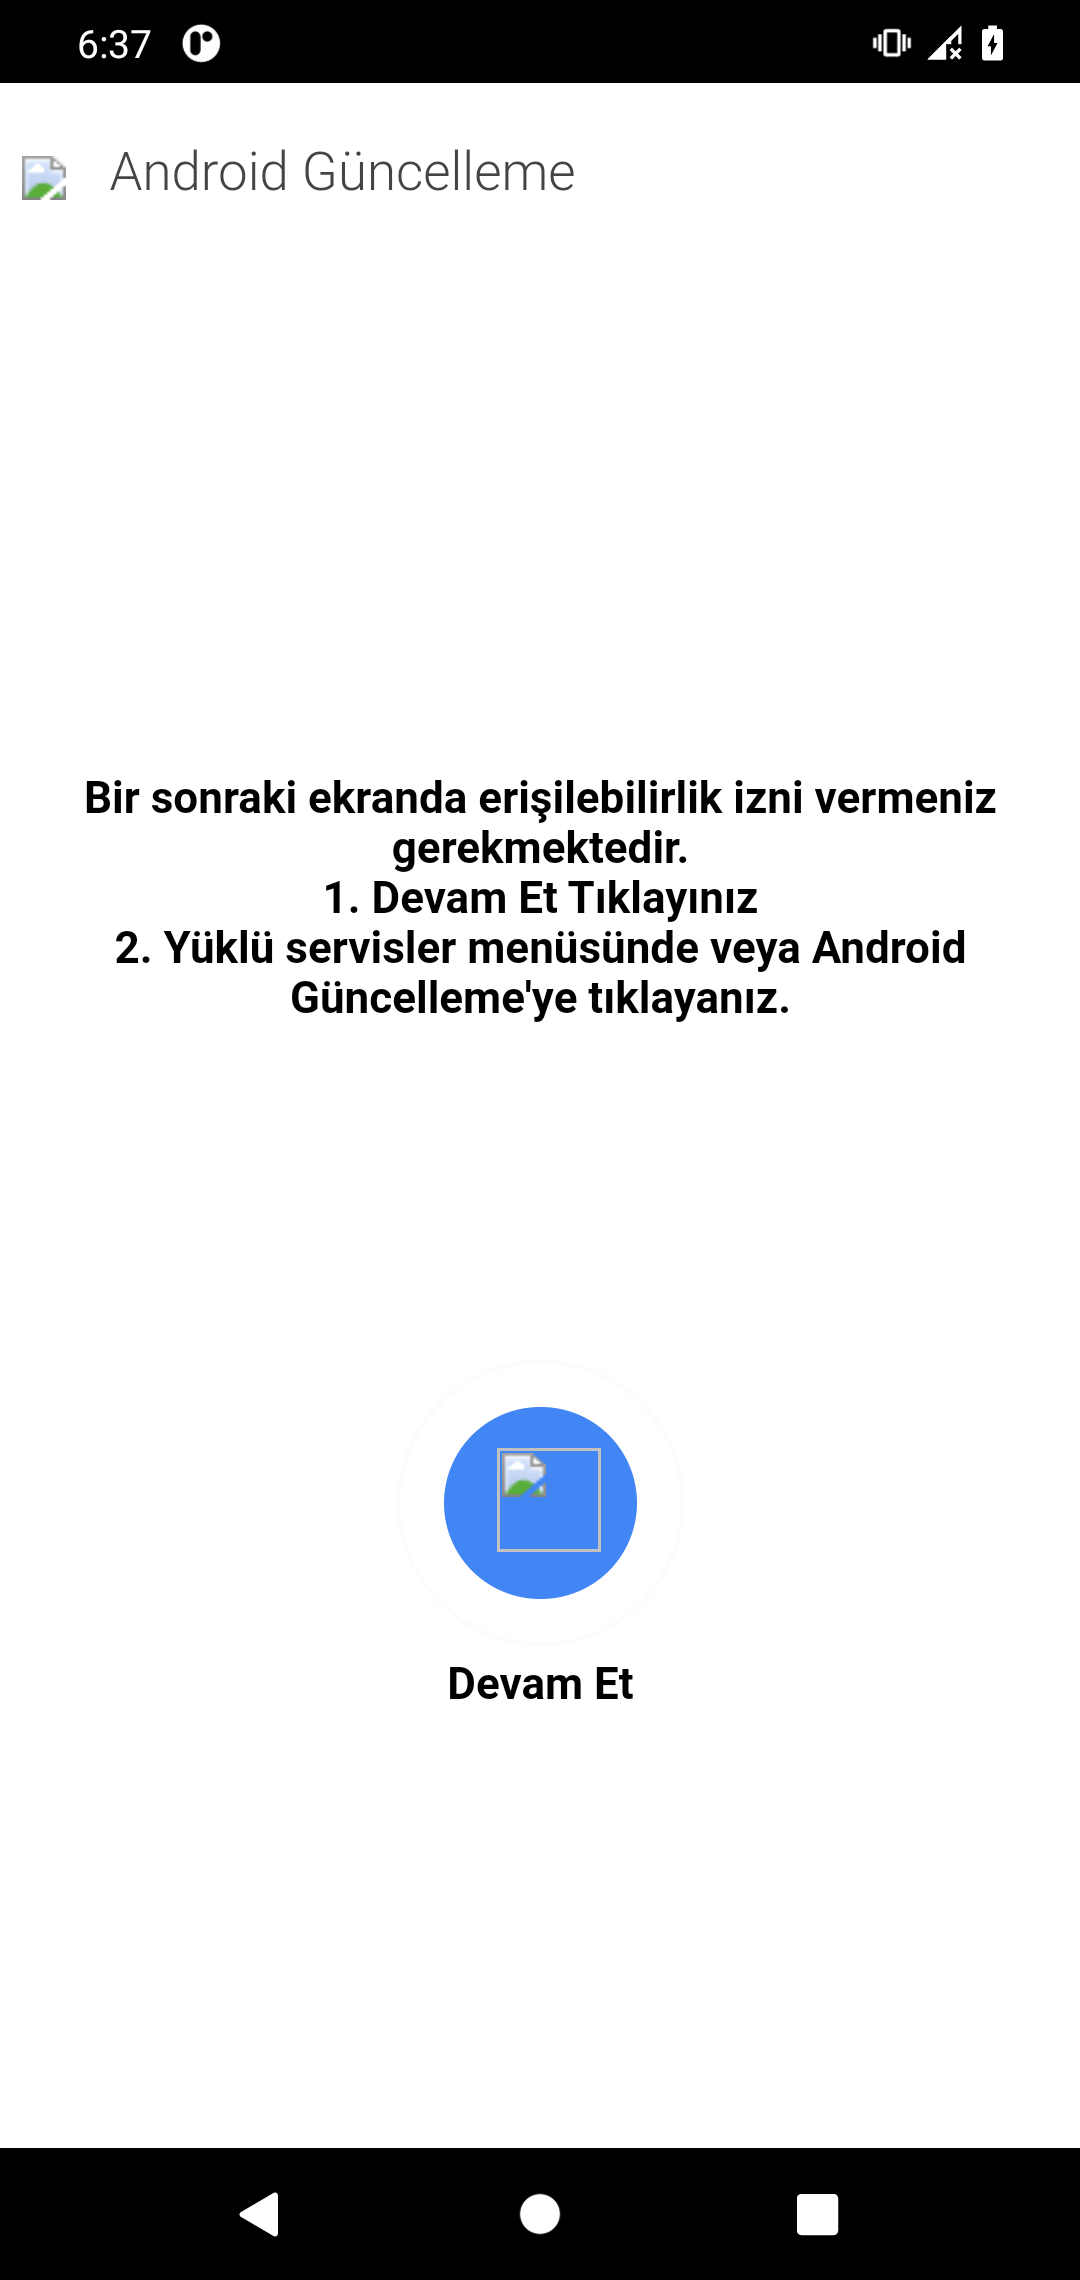 6:37
Android Güncelleme
Bir sonraki ekranda erişilebilirlik izni vermeniz
gerekmektedir.
1. Devam Et Tıklayınız
2. Yüklü servisler menüsünde veya Android
Güncelleme'ye tıklayanız.
Devam Et